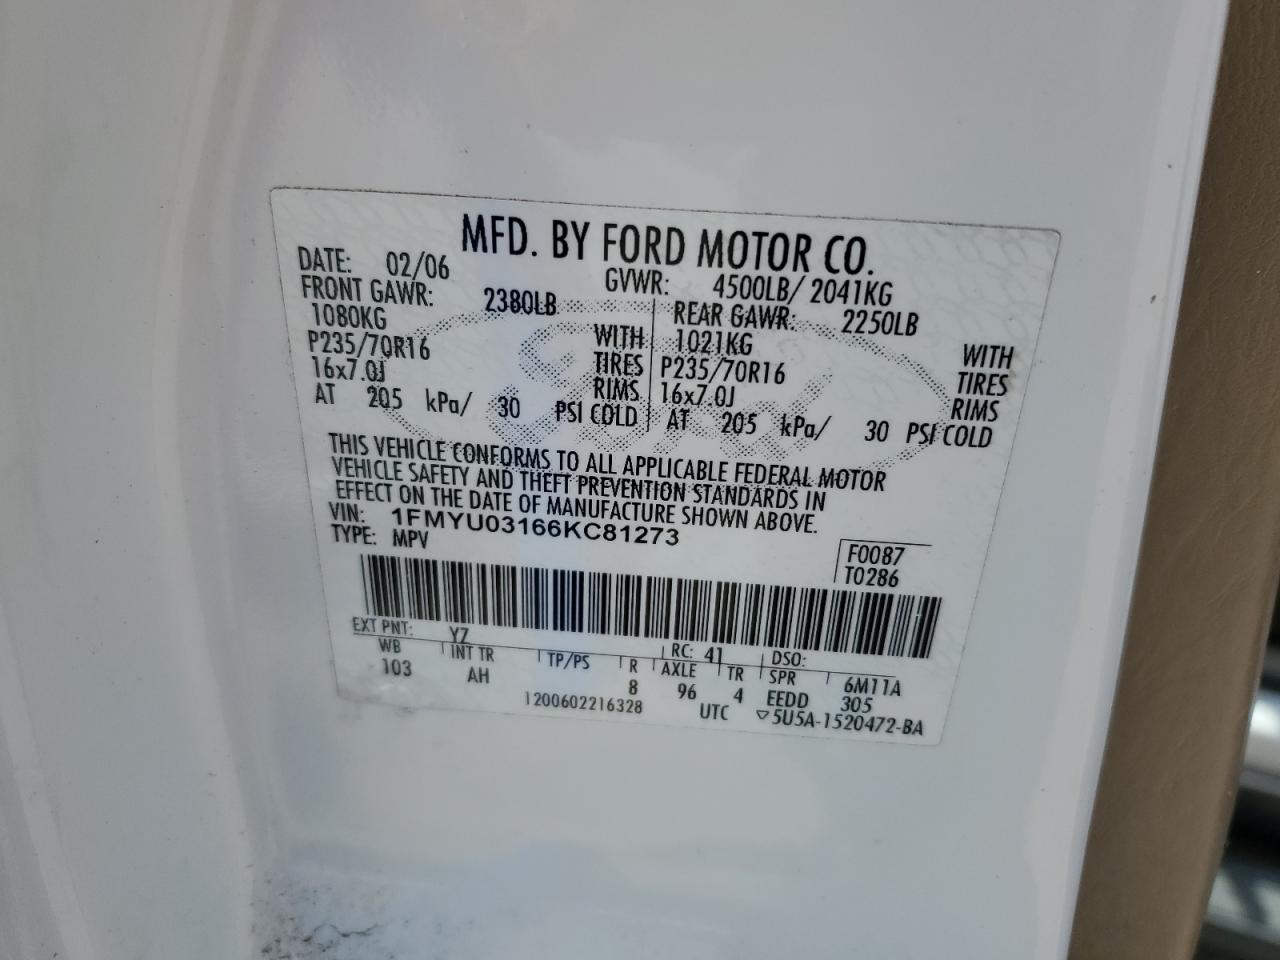 MFD. BY FORD MOTOR CO.
DATE: 02/06 GVWR: 4500LB/ 2041KG
FRONT GAWR: 2380LB REAR GAWR: 2250LB
1080KG WITH 1021KG WITH
P235/70R16 TIRES P235/70R16 TIRES
16x7.0J RIMS 16x7.0J RIMS
AT 205 kPa/ 30 PSI COLD AT 205 kPa/ 30 PSI COLD
THIS VEHICLE CONFORMS TO ALL APPLICABLE FEDERAL MOTOR
VEHICLE SAFETY AND THEFT PREVENTION STANDARDS IN
EFFECT ON THE DATE OF MANUFACTURE SHOWN ABOVE.
VIN: 1FMYU03166KC81273
TYPE: MPV
F0087
T0286
EXT PNT: YZ RC: 41 DSO:
WB INT TR TP/PS R AXLE TR SPR 6M11A
103 AH 8 96 4 EEDD 305
1200602216328 UTC ▽5U5A-1520472-BA